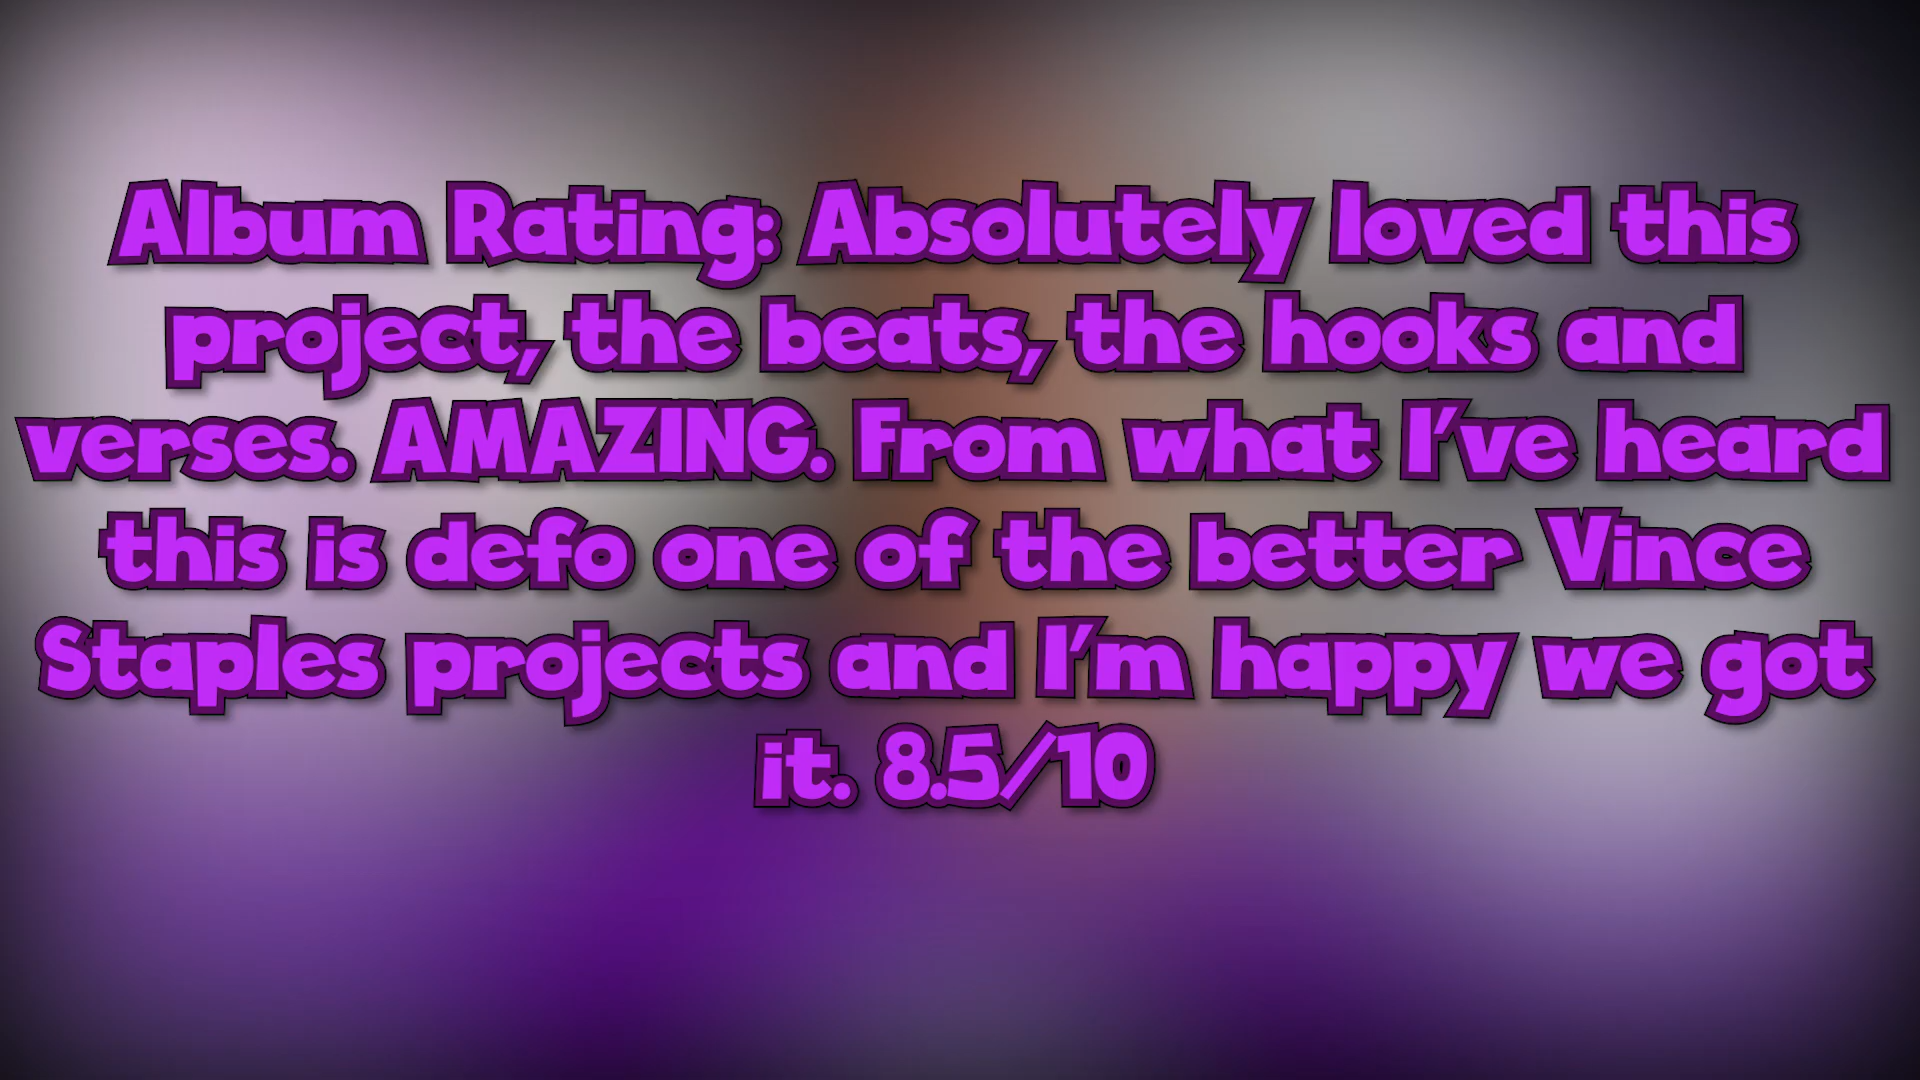 Album Rating: Absolutely loved this
project, the beats, the hooks and
verses. AMAZING. From what I've heard
this is defo one of the better Vince
Staples projects and I'm happy we got
it. 8.5/10